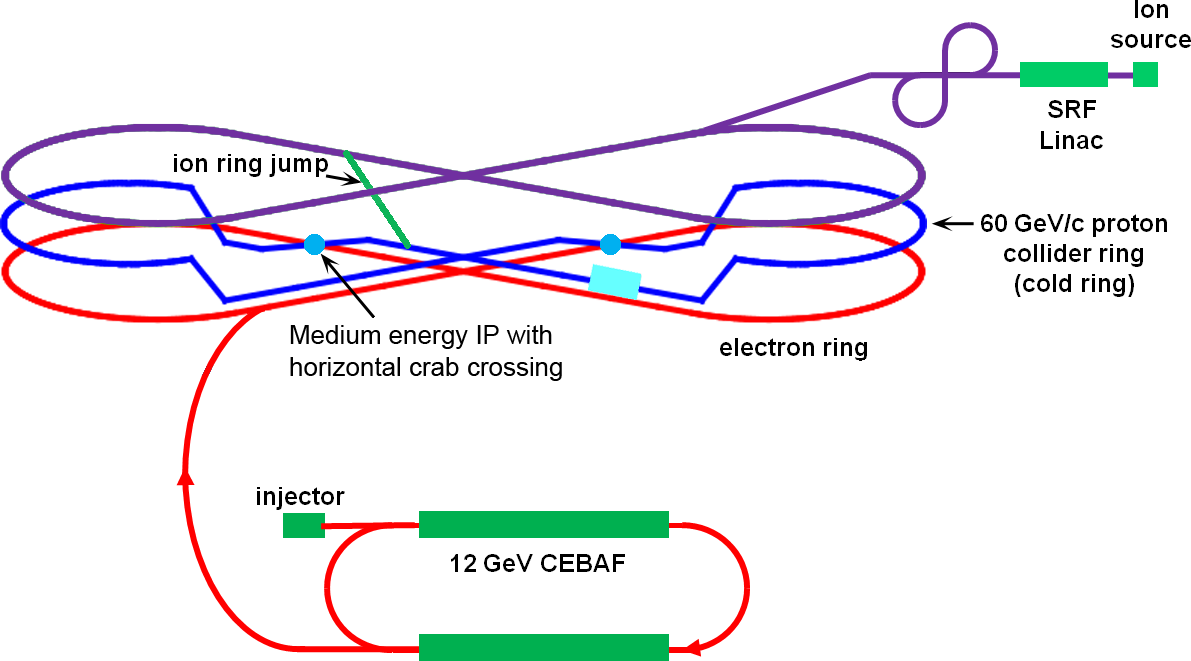 Ion
source
SRF
Linac
ion ring jump
60 GeV/c proton
collider ring
(cold ring)
Medium energy IP with
horizontal crab crossing
electron ring
injector
12 GeV CEBAF